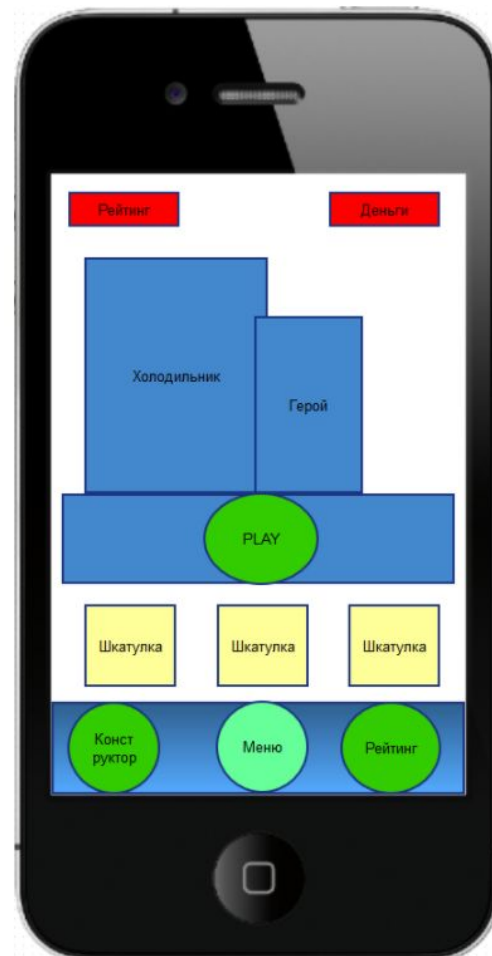 Рейтинг
Деньги
Холодильник
Герой
PLAY
Шкатулка
Шкатулка
Шкатулка
Конст
руктор
Меню
Рейтинг